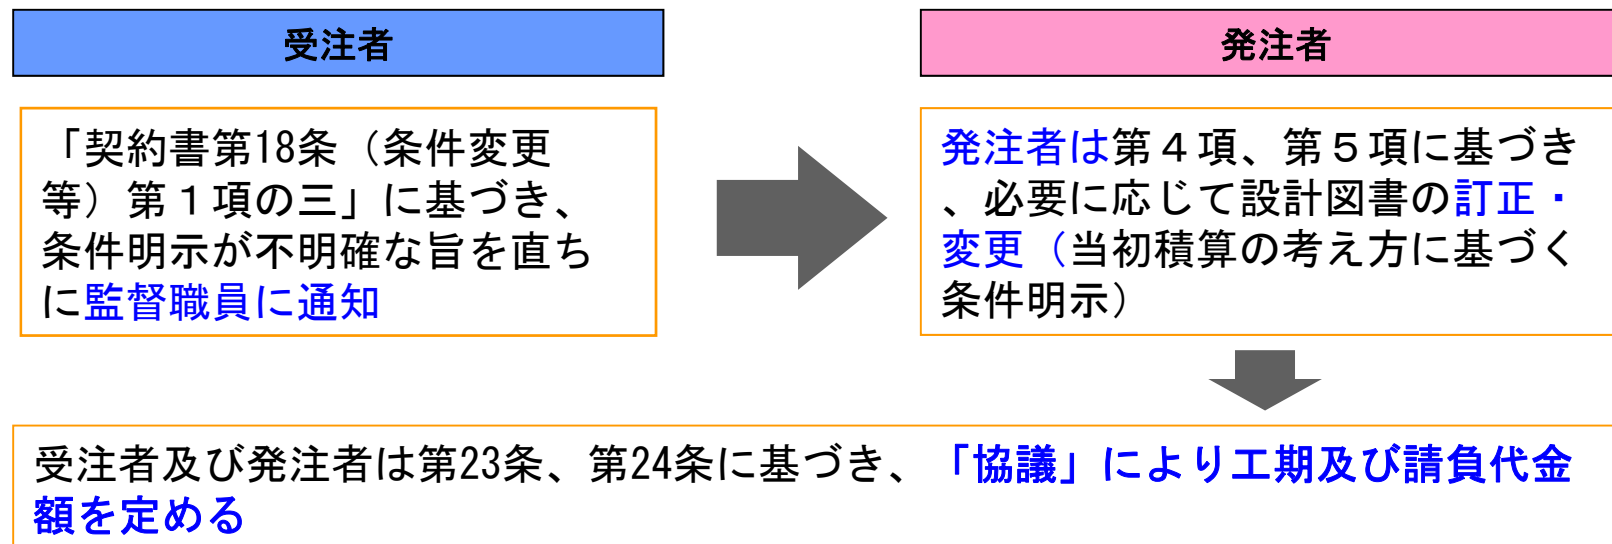 受注者
発注者
「契約書第18条（条件変更
等）第１項の三」に基づき、
条件明示が不明確な旨を直ち
に監督職員に通知
発注者は第４項、第５項に基づき
、必要に応じて設計図書の訂正・
変更（当初積算の考え方に基づく
条件明示）
受注者及び発注者は第23条、第24条に基づき、「協議」により工期及び請負代金
額を定める